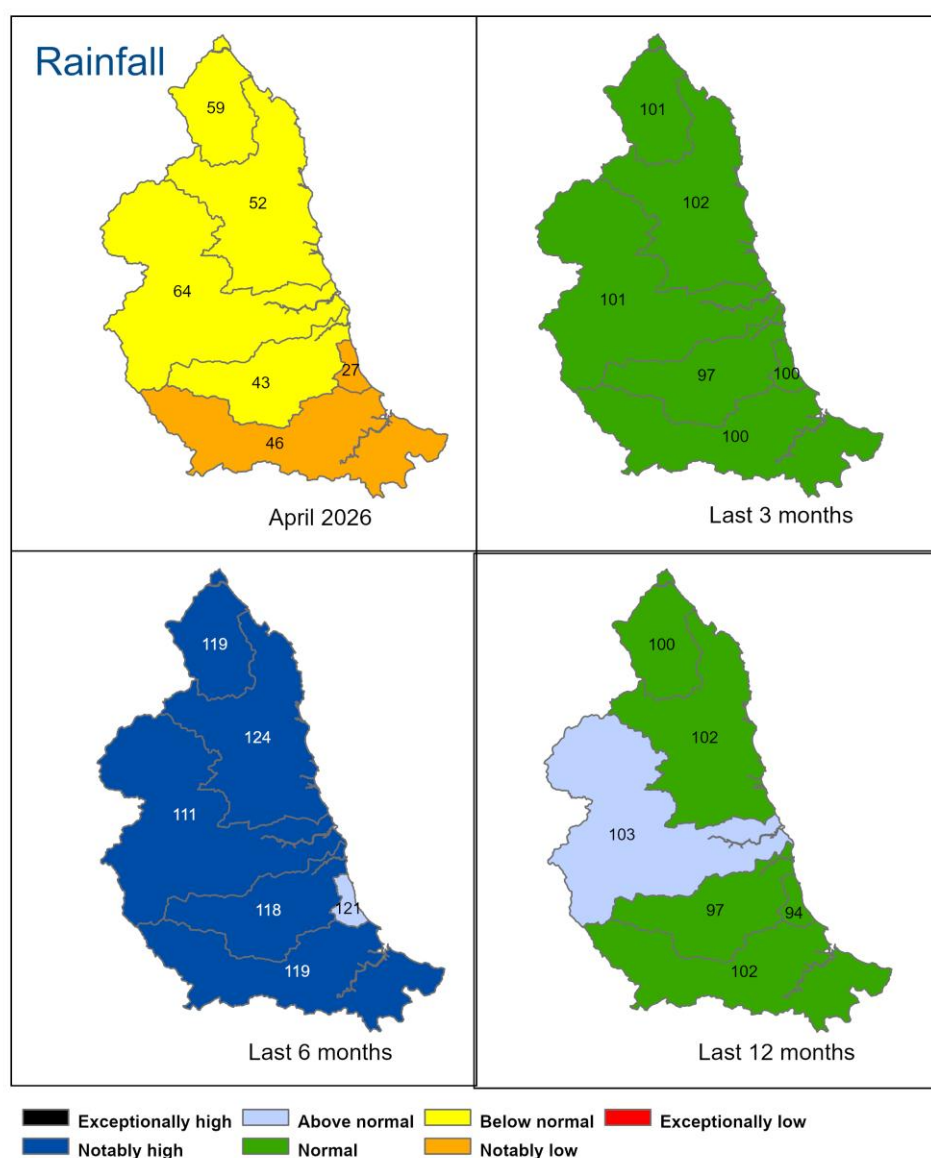 Rainfall
59
52
64
43
27
46
April 2026
101
102
101
97
100
100
Last 3 months
119
124
111
118
121
119
Last 6 months
100
102
103
97
94
102
Last 12 months
Exceptionally high
Above normal
Below normal
Exceptionally low
Notably high
Normal
Notably low